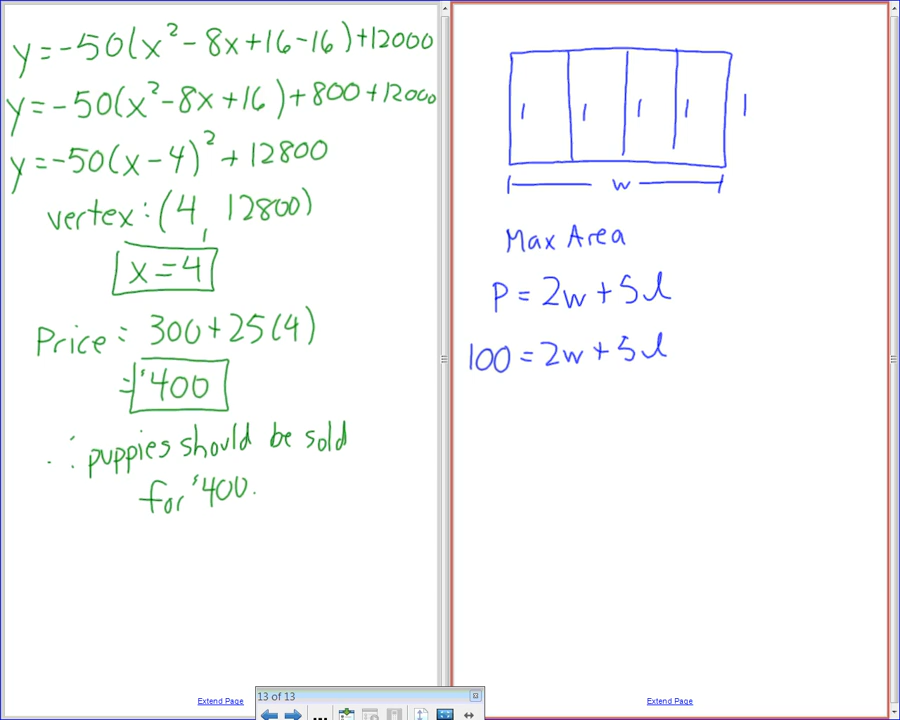 y = -50(x² - 8x + 16 - 16) + 12000
y = -50(x² - 8x + 16) + 800 + 12000
y = -50(x - 4)² + 12800
vertex: (4, 12800)
x = 4
Price: 300 + 25(4)
= $400
∴ puppies should be sold
for $400.
l l l l l
w
Max Area
P = 2w + 5l
100 = 2w + 5l
Extend Page
Extend Page
13 of 13